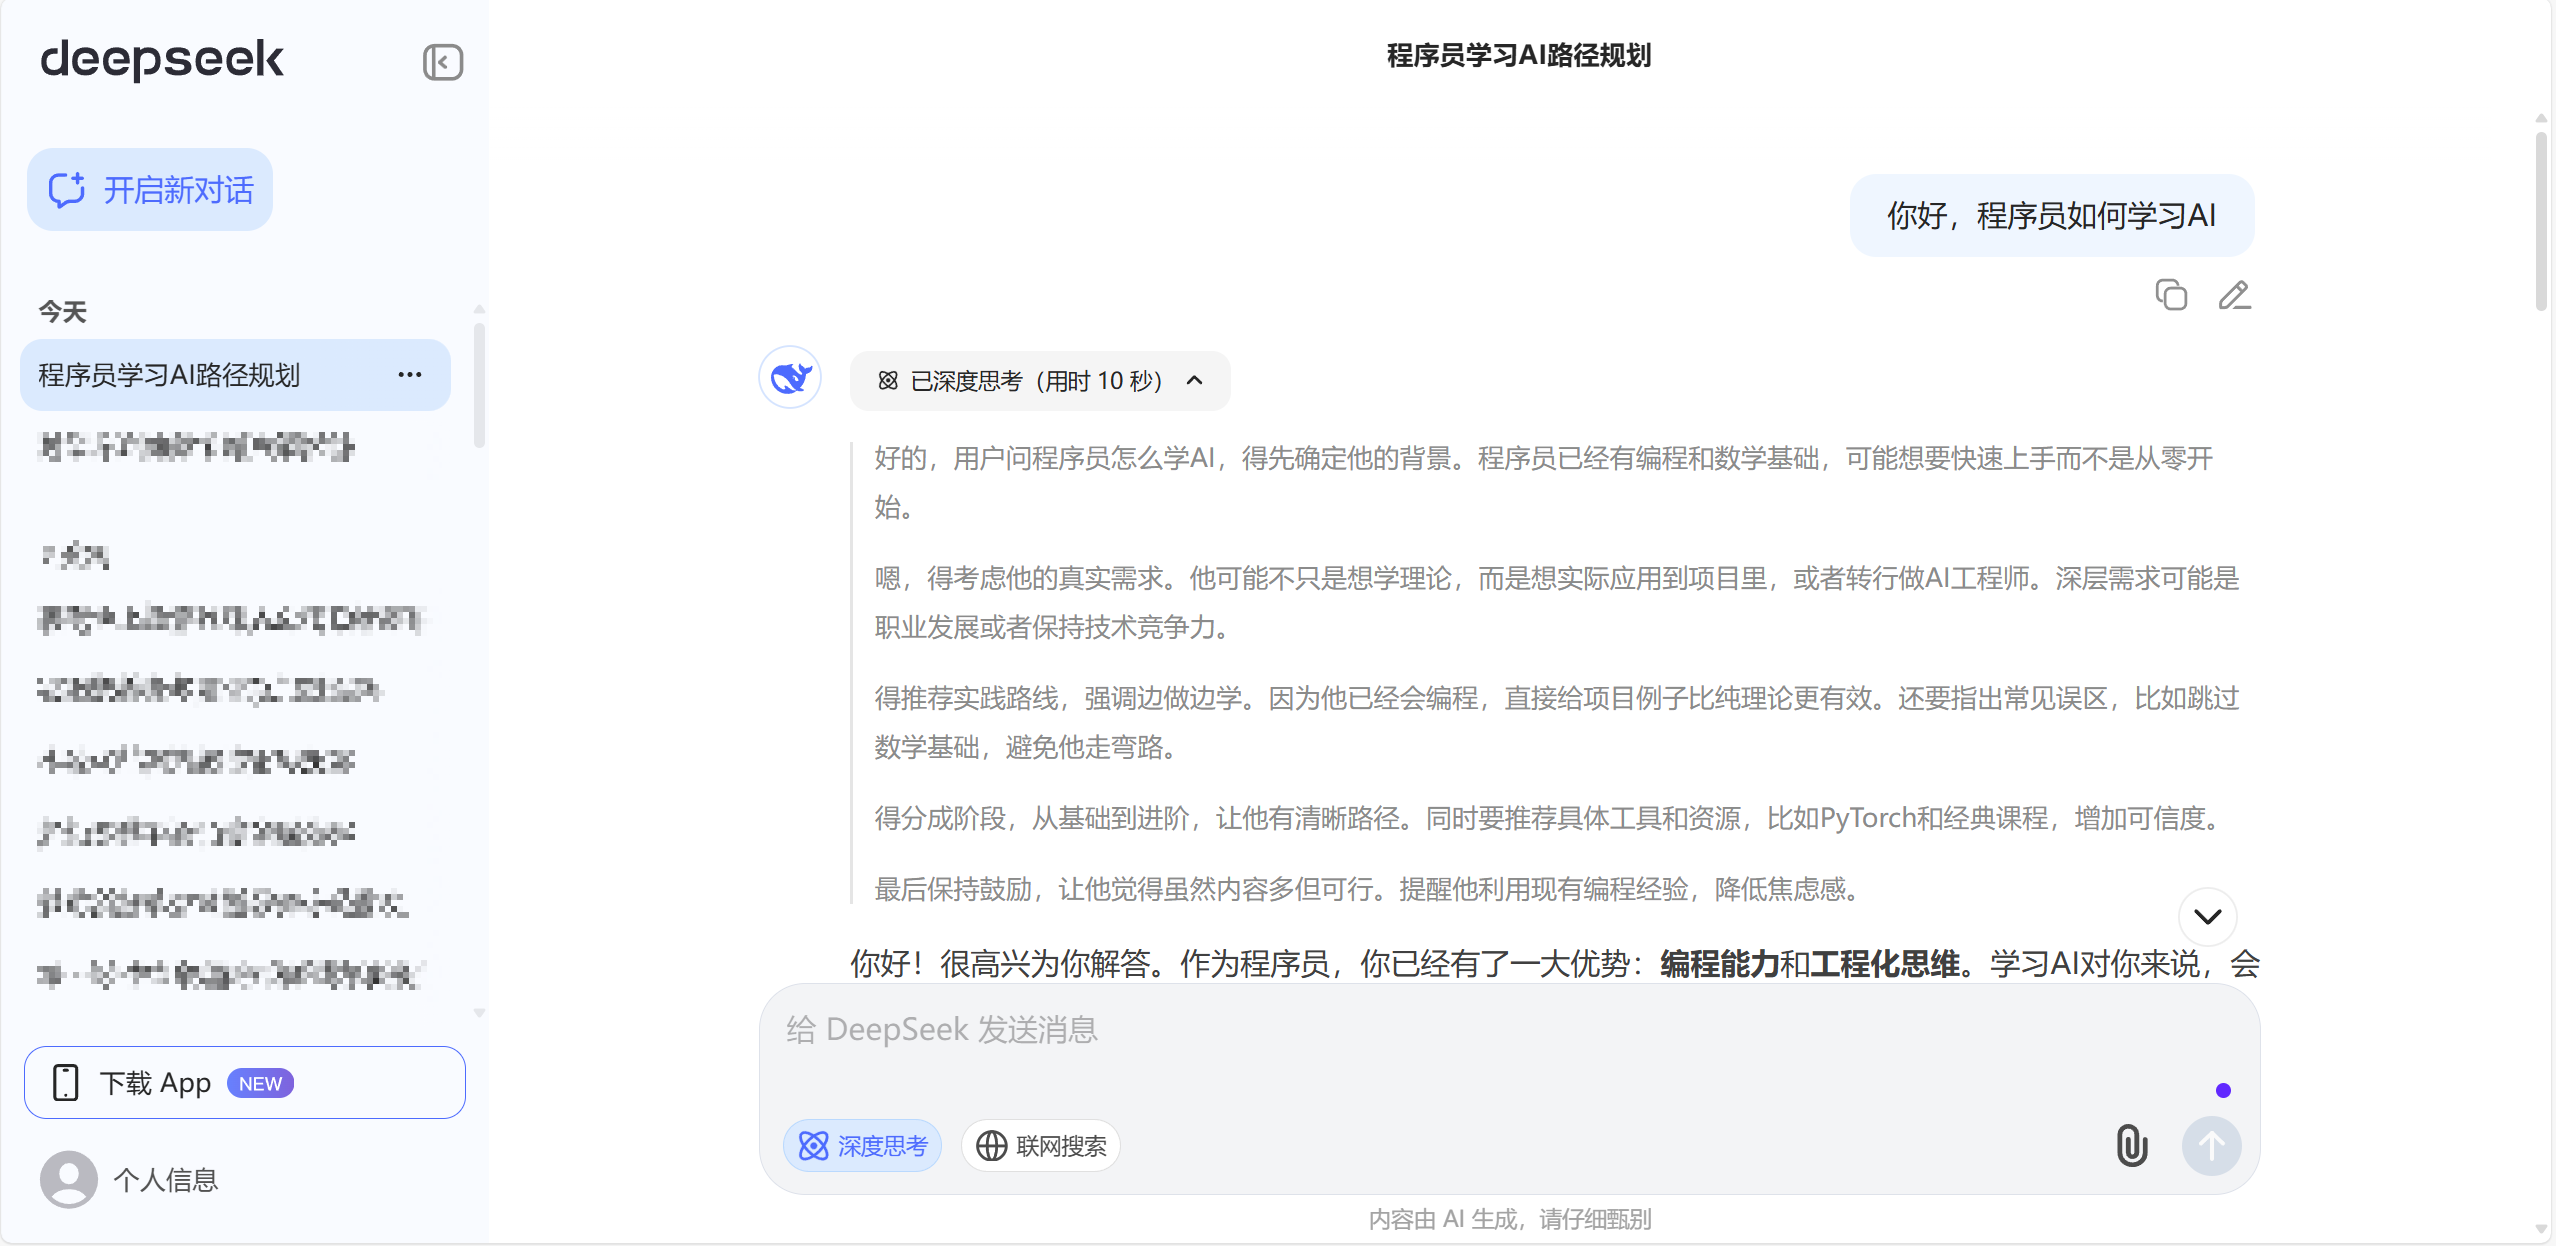 deepseek
开启新对话
今天
程序员学习AI路径规划
下载 App NEW
个人信息
程序员学习AI路径规划
你好，程序员如何学习AI
已深度思考（用时 10 秒）
好的，用户问程序员怎么学AI，得先确定他的背景。程序员已经有编程和数学基础，可能想要快速上手而不是从零开
始。
嗯，得考虑他的真实需求。他可能不只是想学理论，而是想实际应用到项目里，或者转行做AI工程师。深层需求可能是
职业发展或者保持技术竞争力。
得推荐实践路线，强调边做边学。因为他已经会编程，直接给项目例子比纯理论更有效。还要指出常见误区，比如跳过
数学基础，避免他走弯路。
得分成阶段，从基础到进阶，让他有清晰路径。同时要推荐具体工具和资源，比如PyTorch和经典课程，增加可信度。
最后保持鼓励，让他觉得虽然内容多但可行。提醒他利用现有编程经验，降低焦虑感。
你好！很高兴为你解答。作为程序员，你已经有了一大优势：编程能力和工程化思维。学习AI对你来说，会
给 DeepSeek 发送消息
深度思考
联网搜索
内容由 AI 生成，请仔细甄别